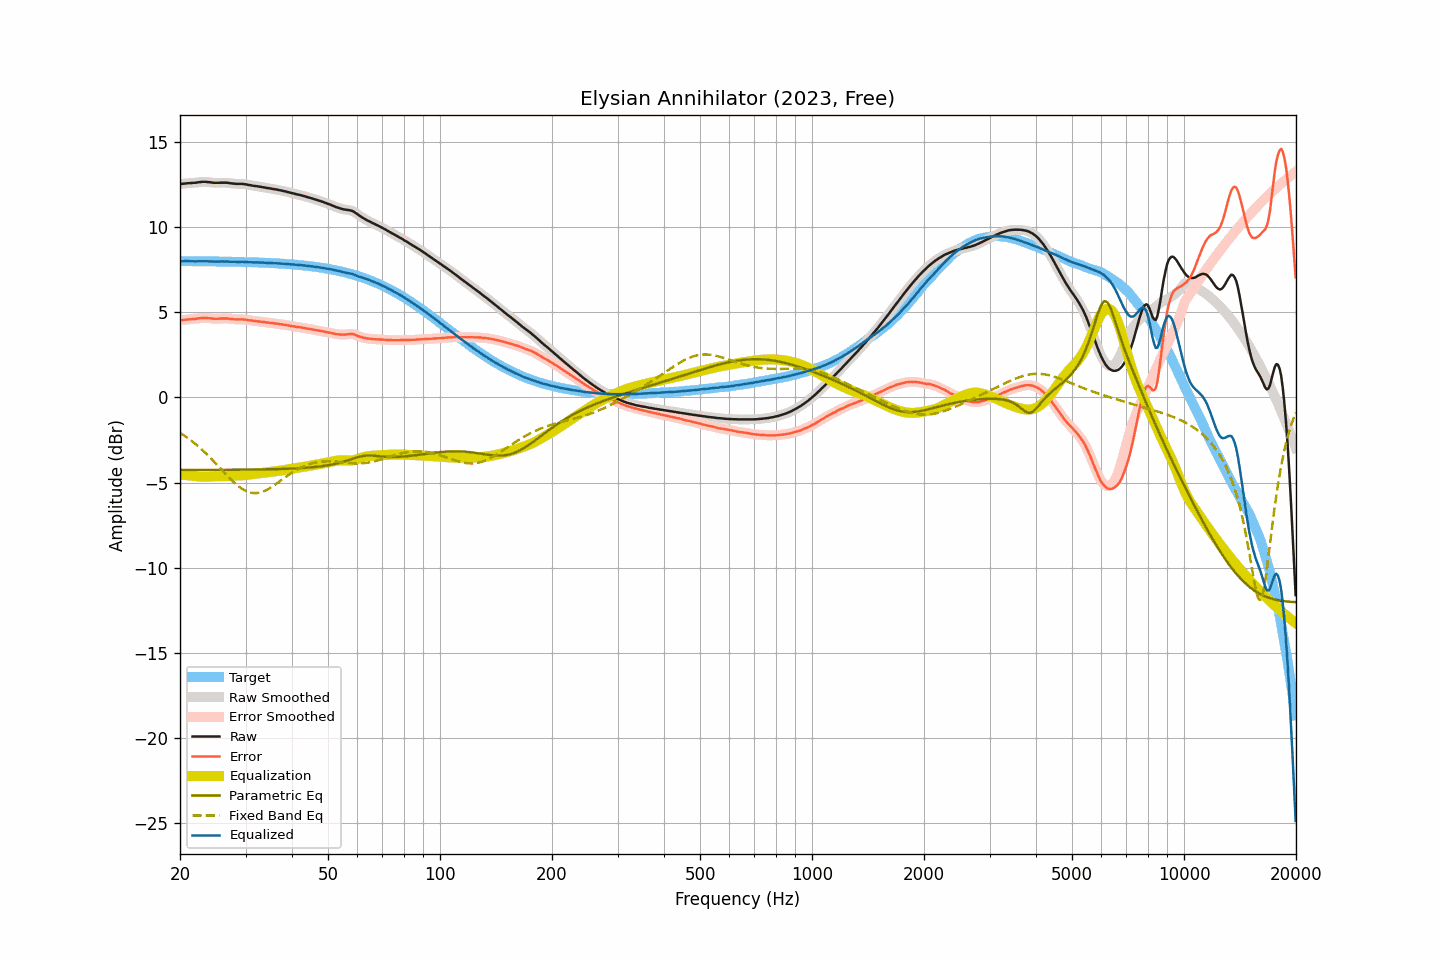 Elysian Annihilator (2023, Free)
Amplitude (dBr)
15
10
5
0
−5
−10
−15
−20
−25
Target
Raw Smoothed
Error Smoothed
Raw
Error
Equalization
Parametric Eq
Fixed Band Eq
Equalized
20 50 100 200 500 1000 2000 5000 10000 20000
Frequency (Hz)